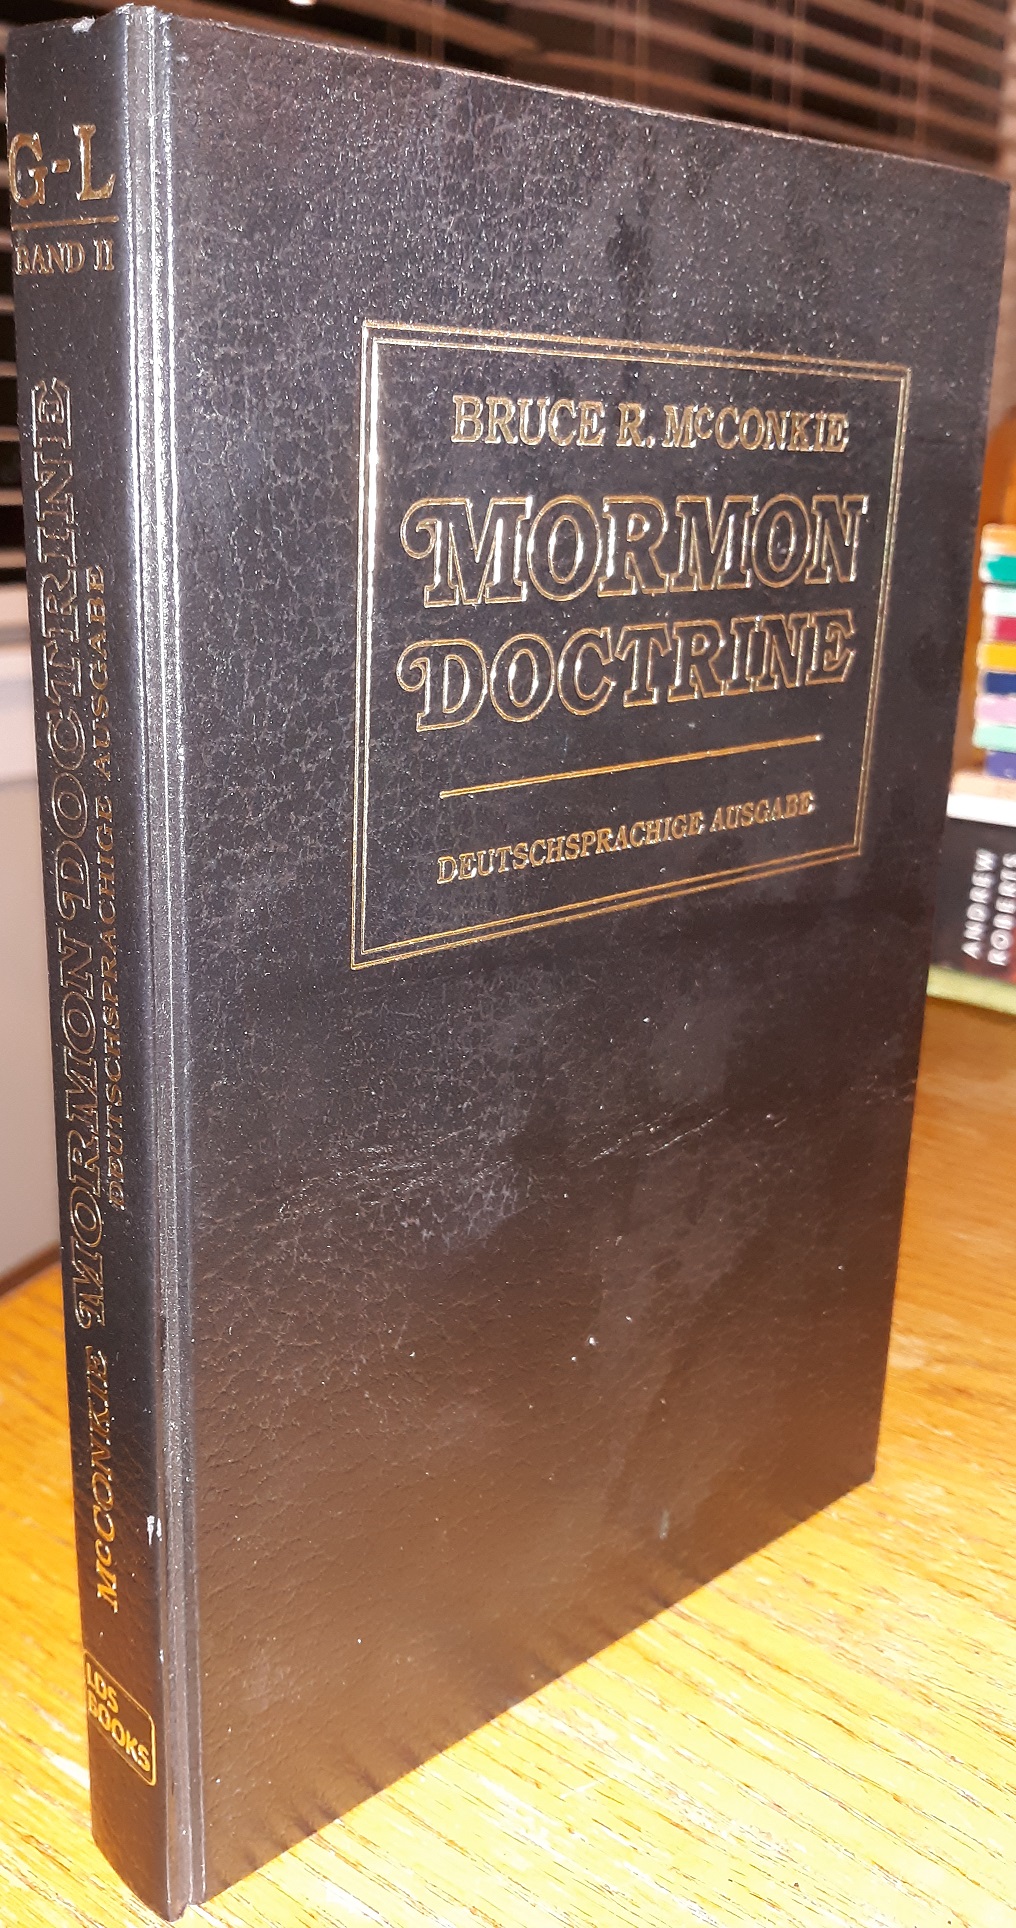 G-L
BAND II
McCONKIE MORMON DOCTRINE
DEUTSCHSPRACHIGE AUSGABE
LDS
BOOKS
BRUCE R. McCONKIE
MORMON
DOCTRINE
DEUTSCHSPRACHIGE AUSGABE
ANDREW
ROBERTS